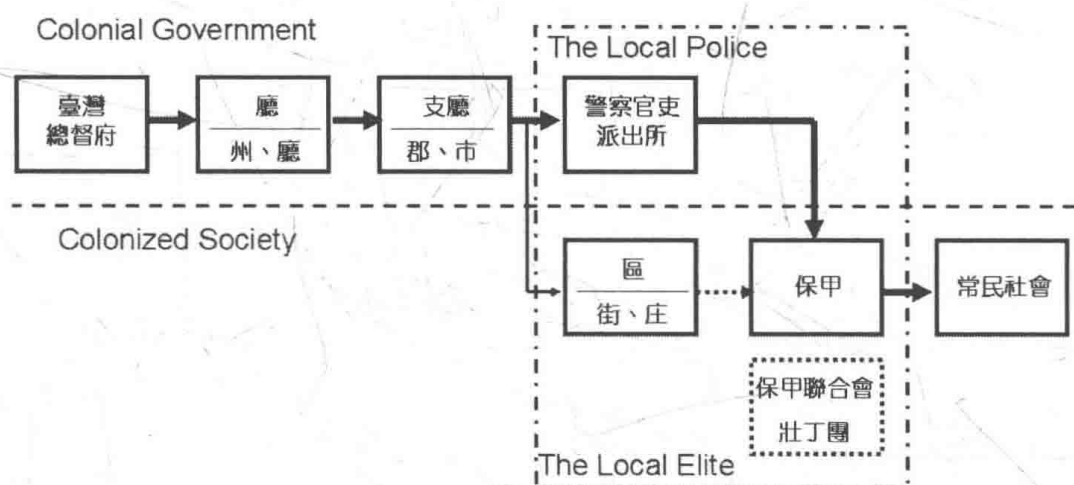 Colonial Government
The Local Police
臺灣
總督府
廳
州、廳
支廳
郡、市
警察官吏
派出所
Colonized Society
區
街、庄
保甲
常民社會
保甲聯合會
壯丁團
The Local Elite